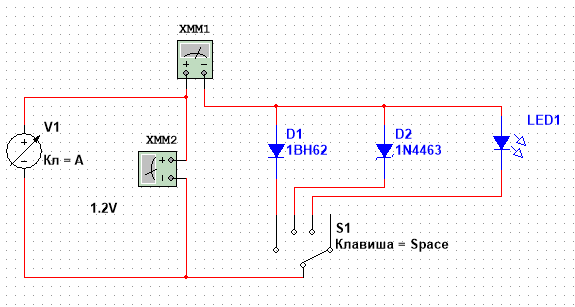 XMM1
V1
Кл = A
XMM2
1.2V
D1
1BH62
D2
1N4463
LED1
S1
Клавиша = Space